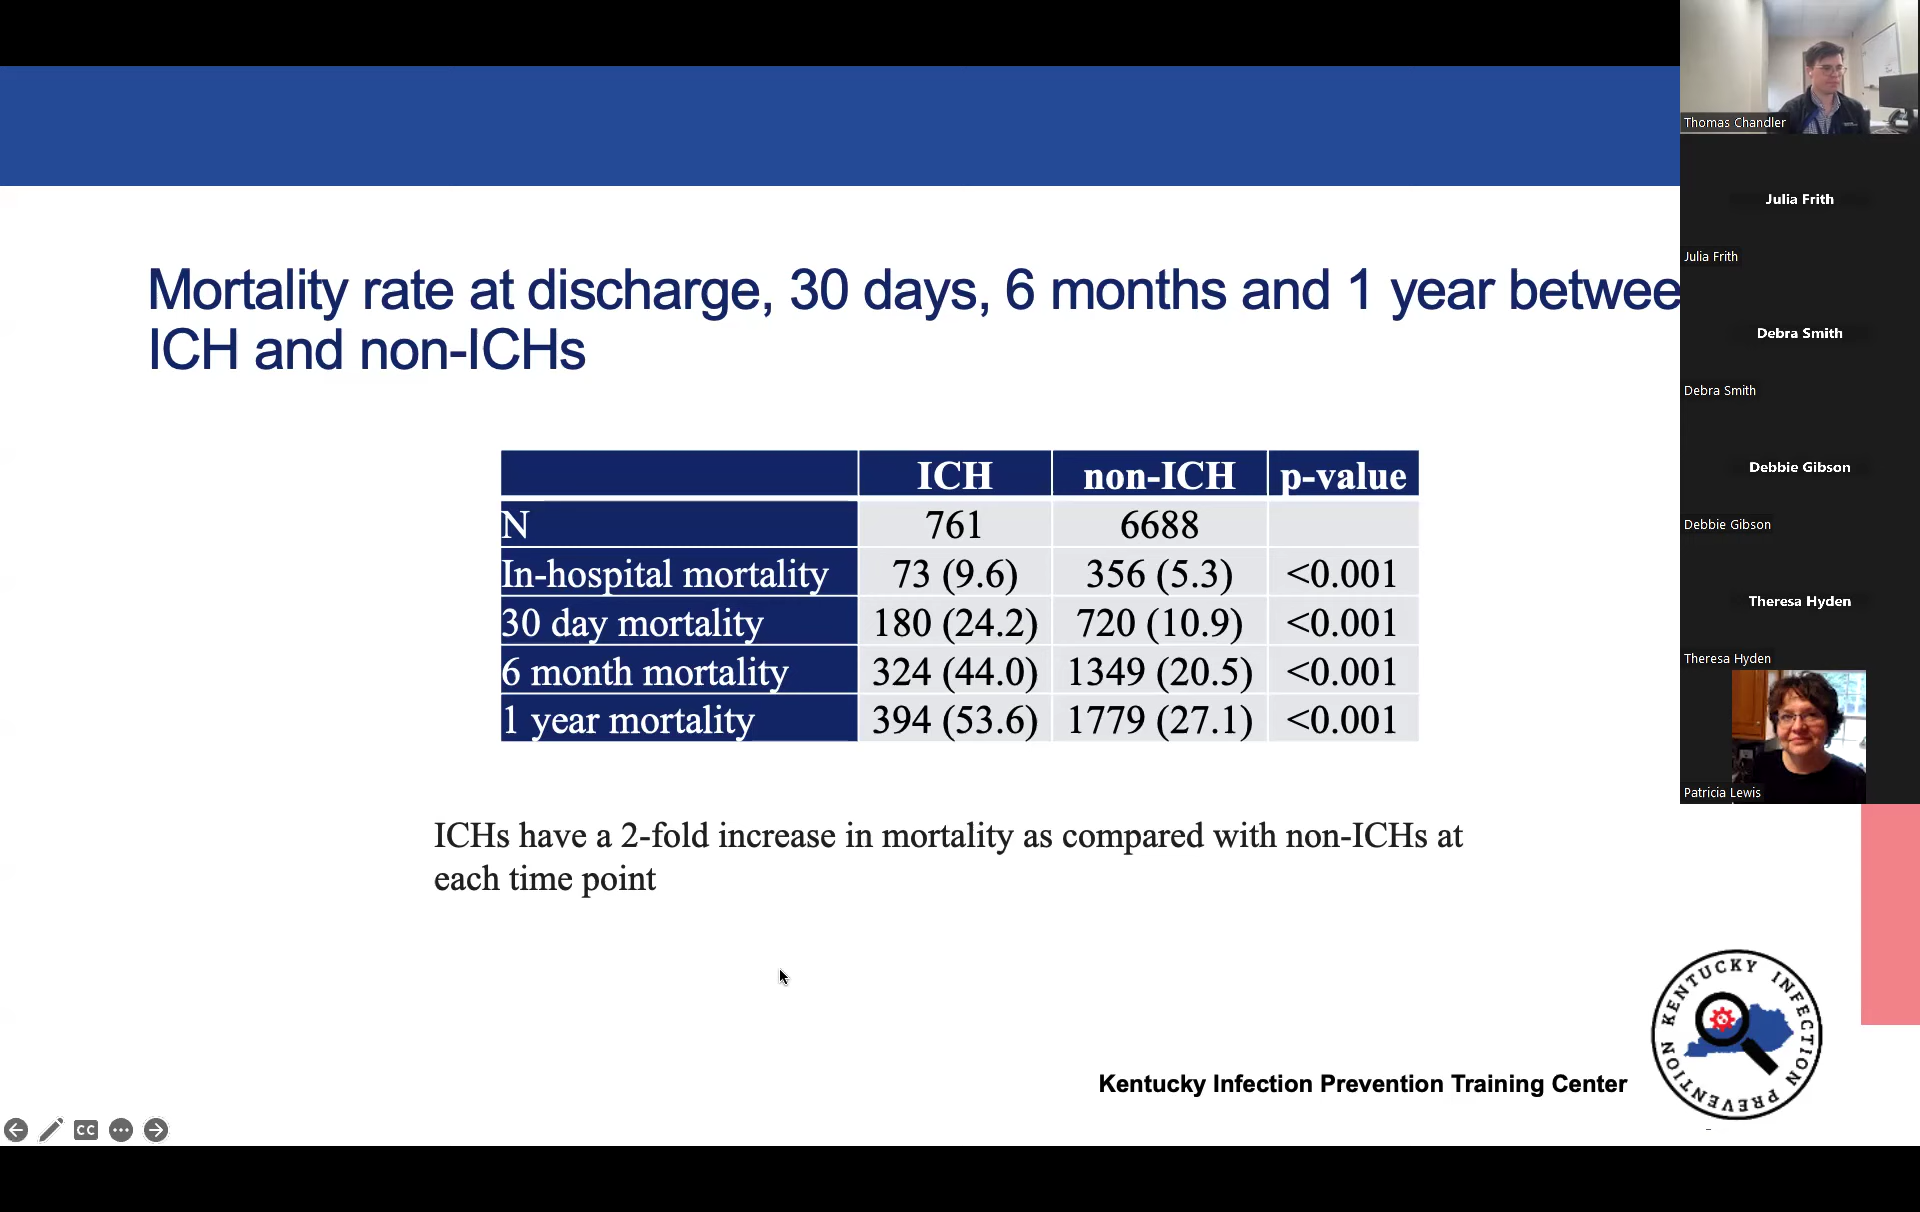 Mortality rate at discharge, 30 days, 6 months and 1 year betwee
ICH and non-ICHs
ICH non-ICH p-value
N 761 6688
In-hospital mortality 73 (9.6) 356 (5.3) <0.001
30 day mortality 180 (24.2) 720 (10.9) <0.001
6 month mortality 324 (44.0) 1349 (20.5) <0.001
1 year mortality 394 (53.6) 1779 (27.1) <0.001
ICHs have a 2-fold increase in mortality as compared with non-ICHs at
each time point
Kentucky Infection Prevention Training Center
KENTUCKY INFECTION PREVENTION
CC
Thomas Chandler
Julia Frith
Julia Frith
Debra Smith
Debra Smith
Debbie Gibson
Debbie Gibson
Theresa Hyden
Theresa Hyden
Patricia Lewis